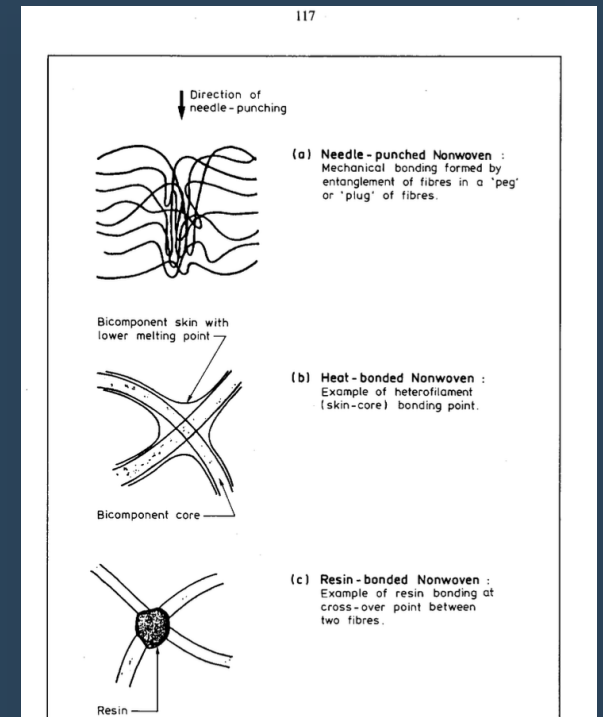 117
Direction of
needle-punching
(a) Needle-punched Nonwoven :
Mechanical bonding formed by
entanglement of fibres in a 'peg'
or 'plug' of fibres.
Bicomponent skin with
lower melting point
(b) Heat-bonded Nonwoven :
Example of heterofilament
(skin-core) bonding point.
Bicomponent core
(c) Resin-bonded Nonwoven :
Example of resin bonding at
cross-over point between
two fibres.
Resin